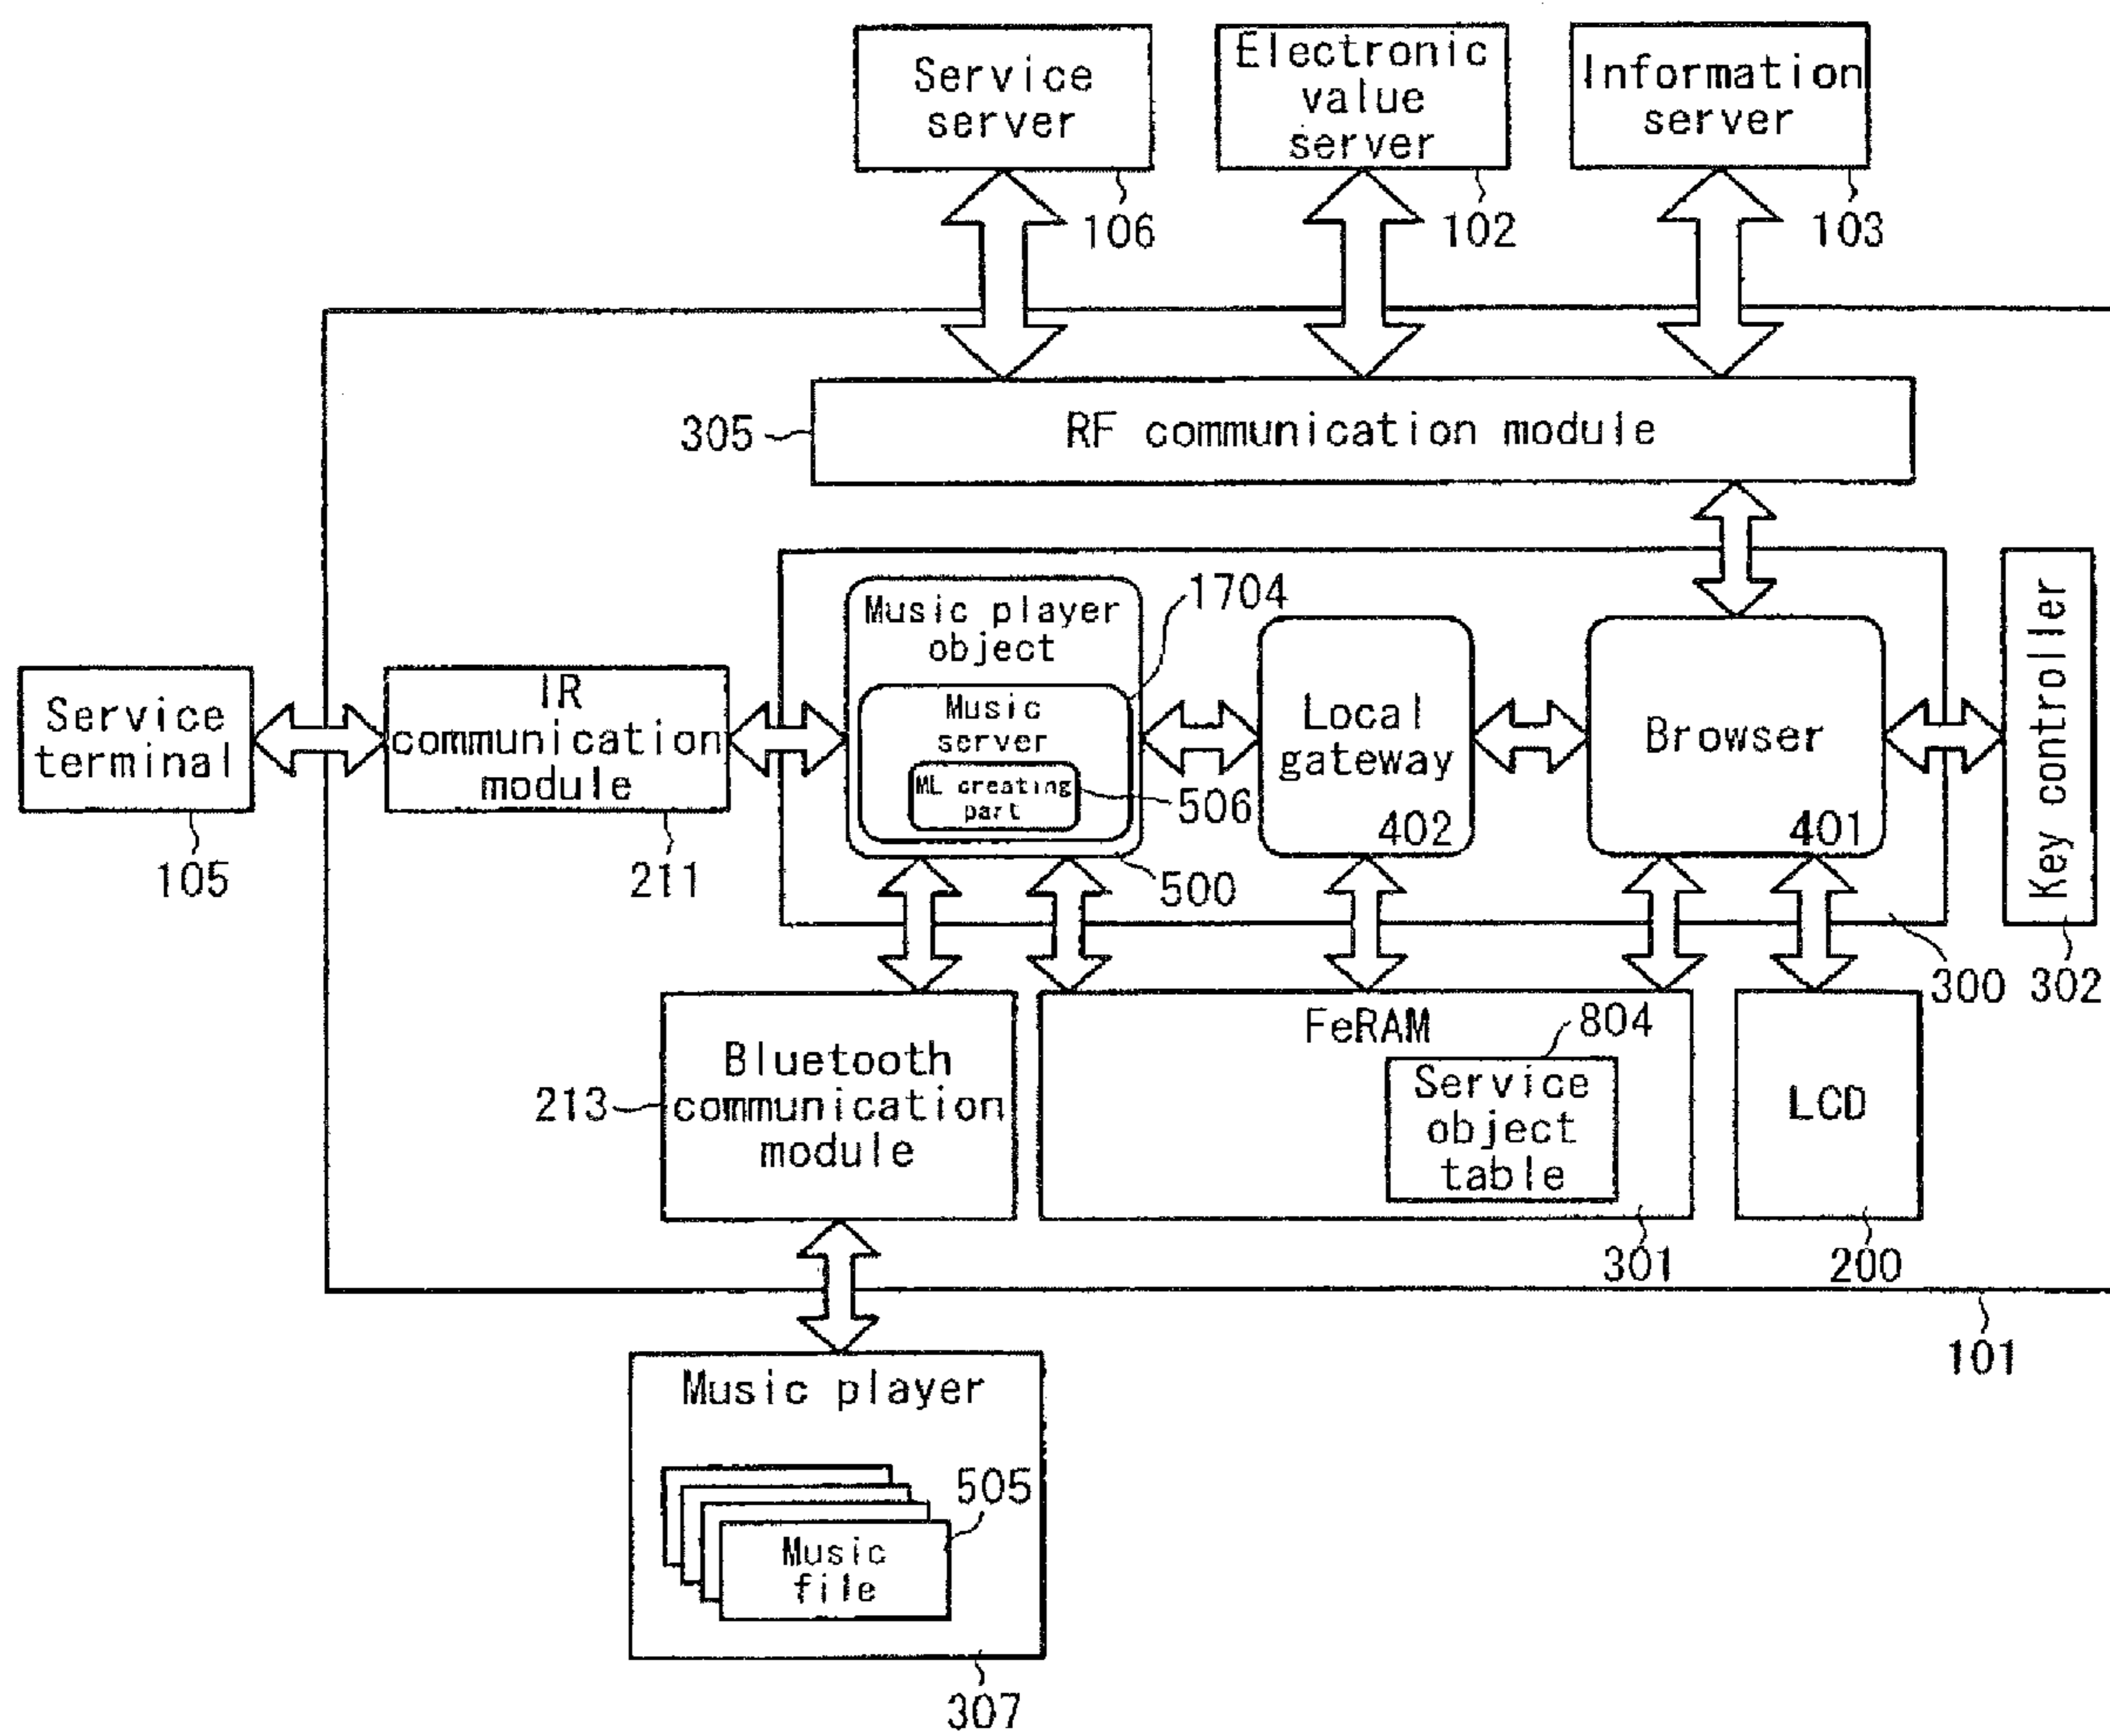 Service
server
106
Electronic
value
server
102
Information
server
103
305
RF communication module
Music player
object
1704
Music
server
ML creating
part
506
500
Local
gateway
402
Browser
401
Key controller
302
300
Service
terminal
105
IR
communication
module
211
Bluetooth
communication
module
213
FeRAM
804
Service
object
table
301
LCD
200
101
Music player
505
Music
file
307